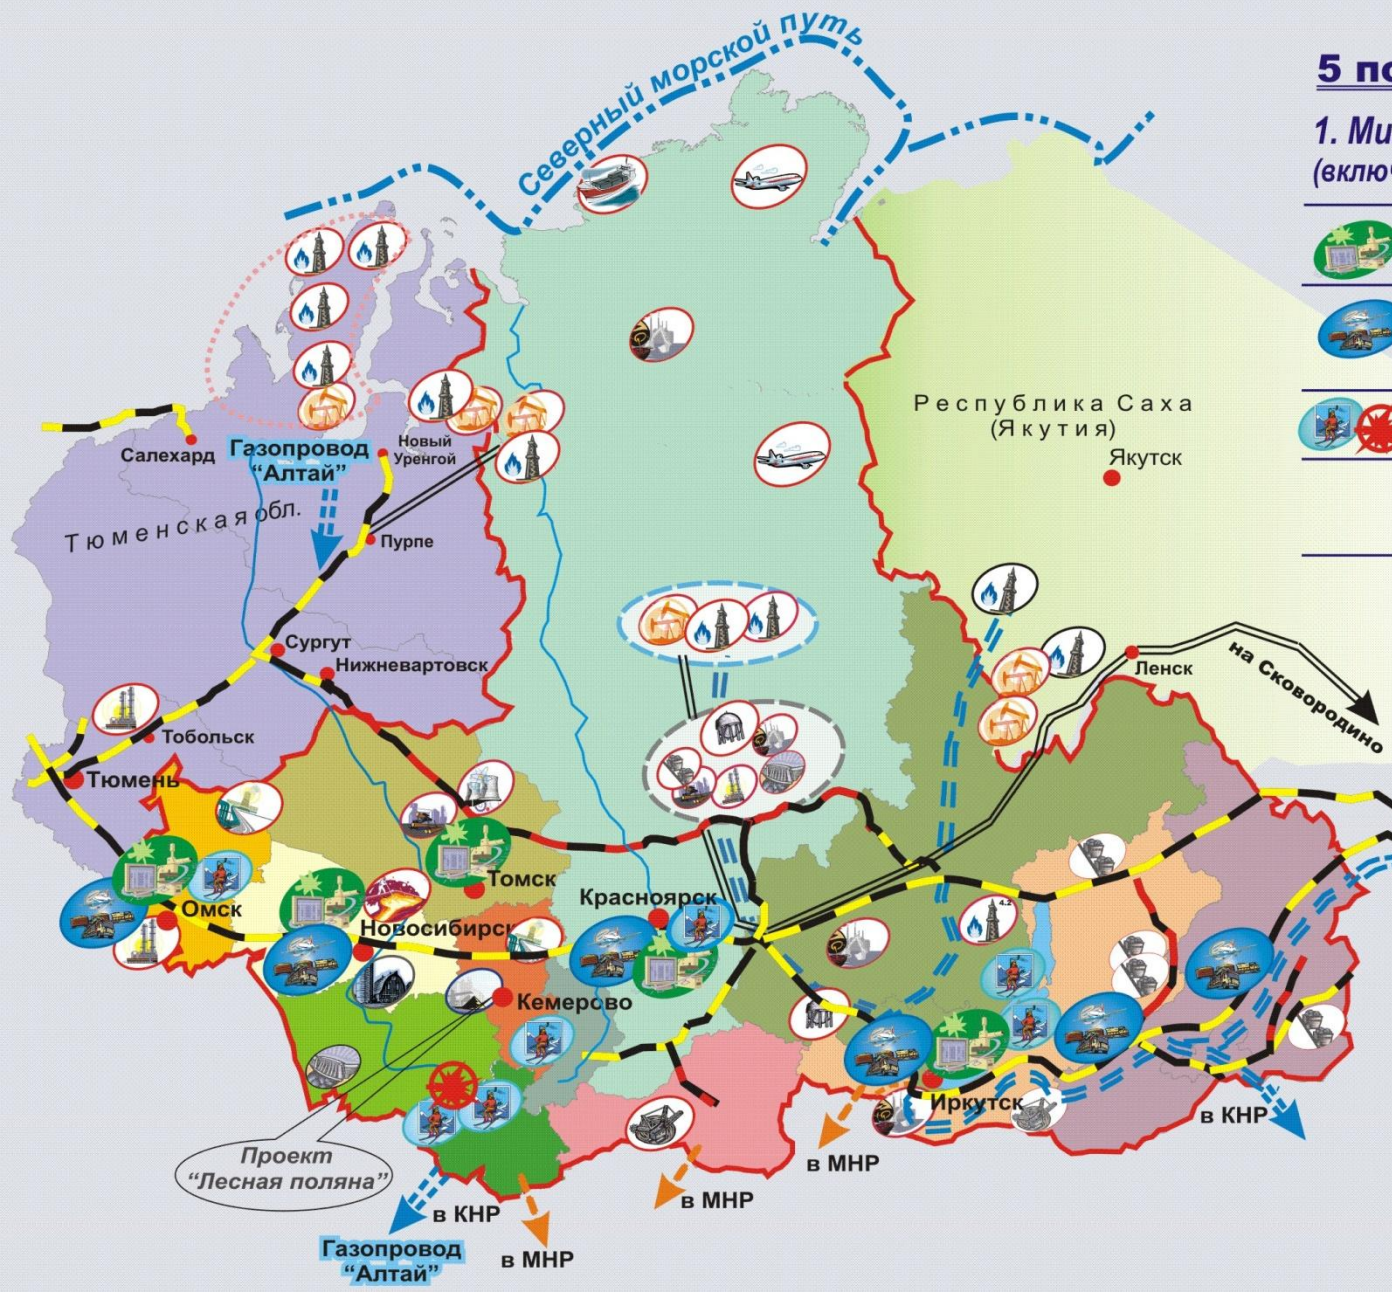 Северный морской путь
5 по
1. Ми
(вклю
Республика Саха
(Якутия)
Якутск
Салехард
Газопровод
“Алтай”
Новый
Уренгой
Тюменская обл.
Пурпе
Сургут
Нижневартовск
Ленск
на Сковородино
Тобольск
Тюмень
Томск
Омск
Новосибирск
Красноярск
4.2
Кемерово
Иркутск
Проект
“Лесная поляна”
в КНР
в МНР
в МНР
в МНР
в КНР
Газопровод
“Алтай”